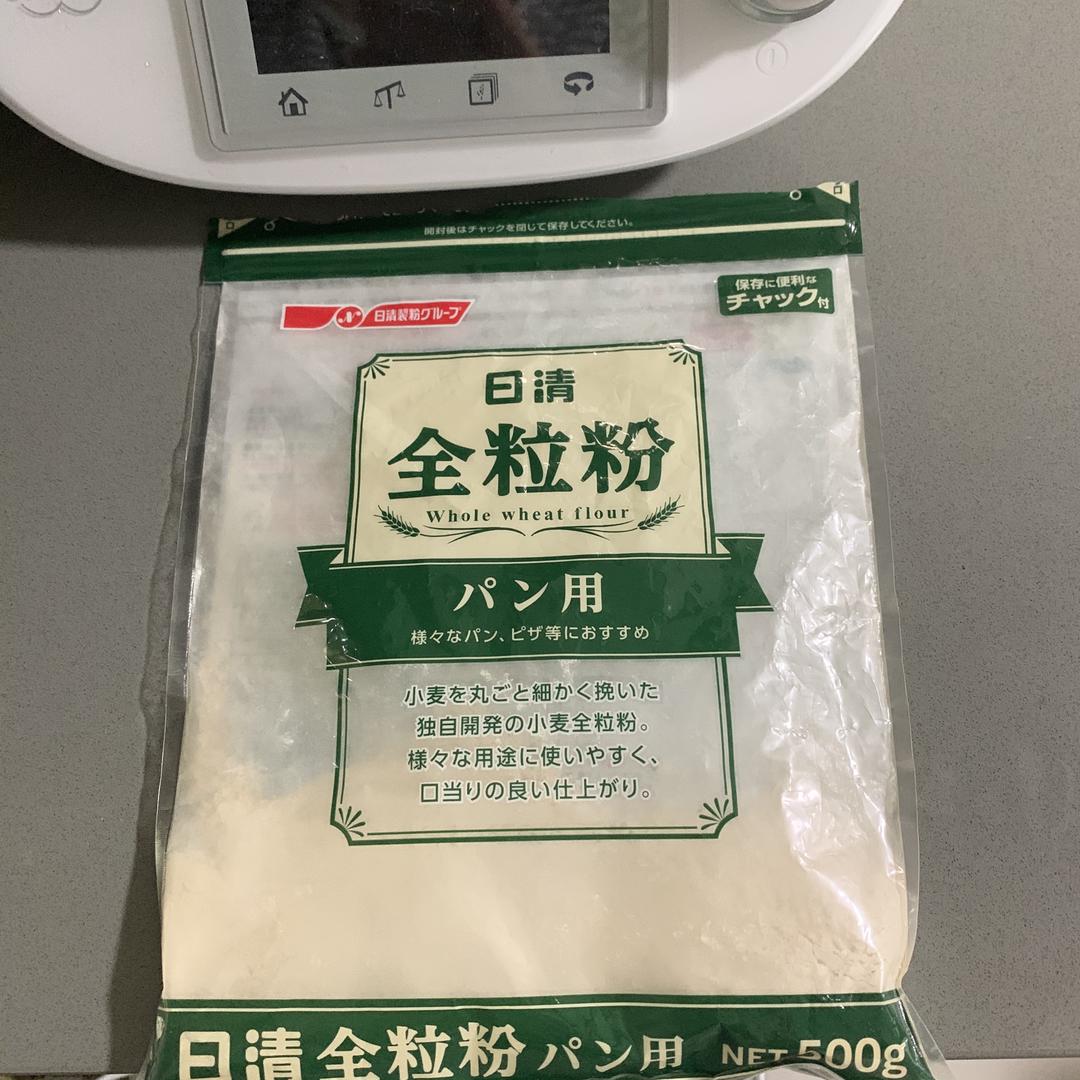 開封後はチャックを閉じて保存してください。
保存に便利な
チャック付
日清製粉グループ
日清
全粒粉
Whole wheat flour
パン用
様々なパン、ピザ等におすすめ
小麦を丸ごと細かく挽いた
独自開発の小麦全粒粉。
様々な用途に使いやすく、
口当りの良い仕上がり。
日清 全粒粉 パン用 NET 500g